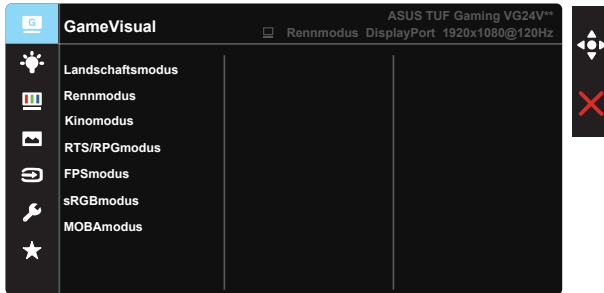 G
GameVisual
ASUS TUF Gaming VG24V**
Rennmodus DisplayPort 1920x1080@120Hz
Landschaftsmodus
Rennmodus
Kinomodus
RTS/RPGmodus
FPSmodus
sRGBmodus
MOBAmodus